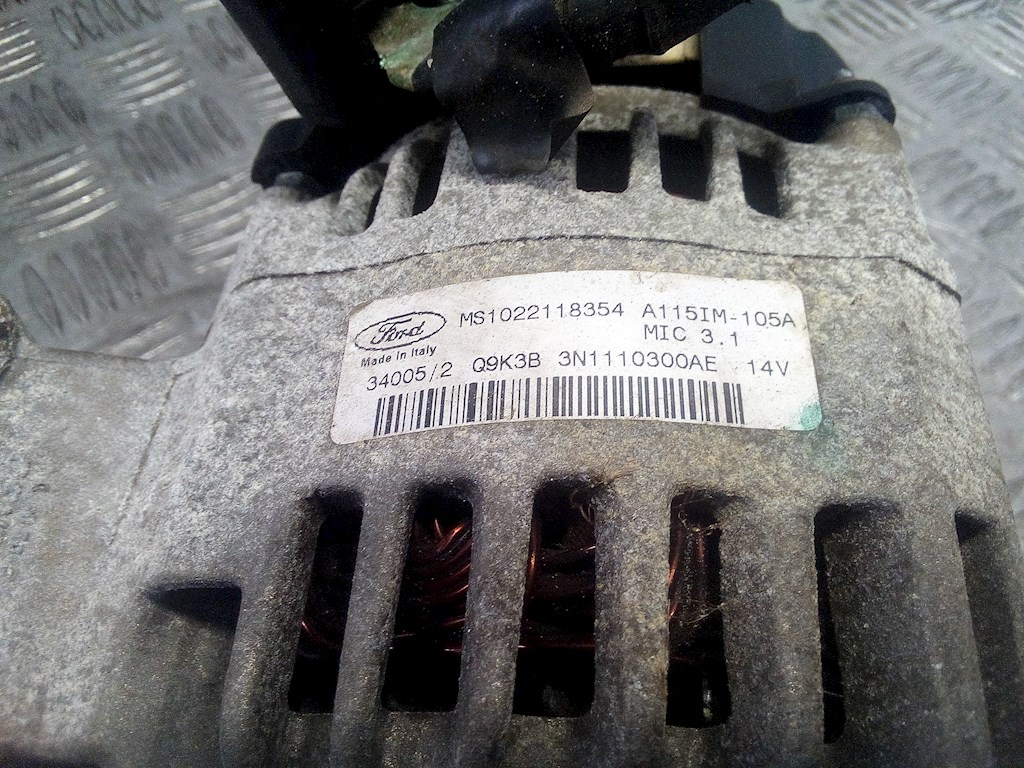 Ford MS1022118354 A115IM-105A
Made in Italy MIC 3.1
34005/2 Q9K3B 3N1110300AE 14V